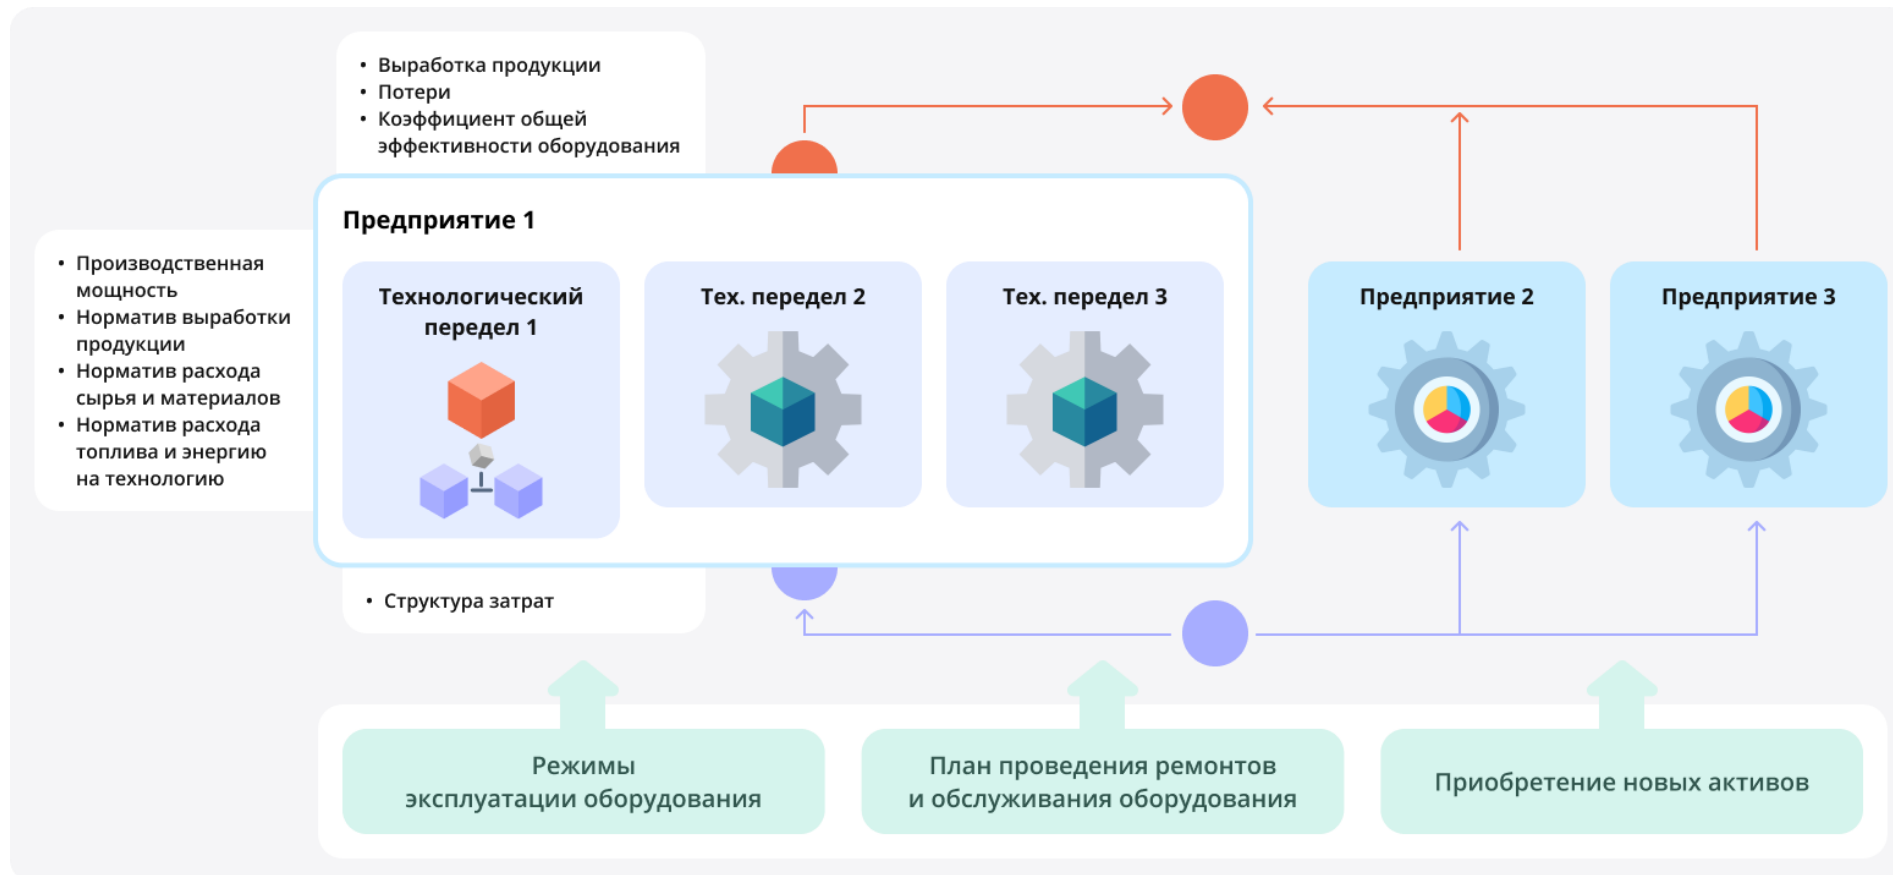 • Выработка продукции
• Потери
• Коэффициент общей
эффективности оборудования
• Производственная
мощность
• Норматив выработки
продукции
• Норматив расхода
сырья и материалов
• Норматив расхода
топлива и энергию
на технологию
Предприятие 1
Технологический
передел 1
Тех. передел 2
Тех. передел 3
Предприятие 2
Предприятие 3
• Структура затрат
Режимы
эксплуатации оборудования
План проведения ремонтов
и обслуживания оборудования
Приобретение новых активов